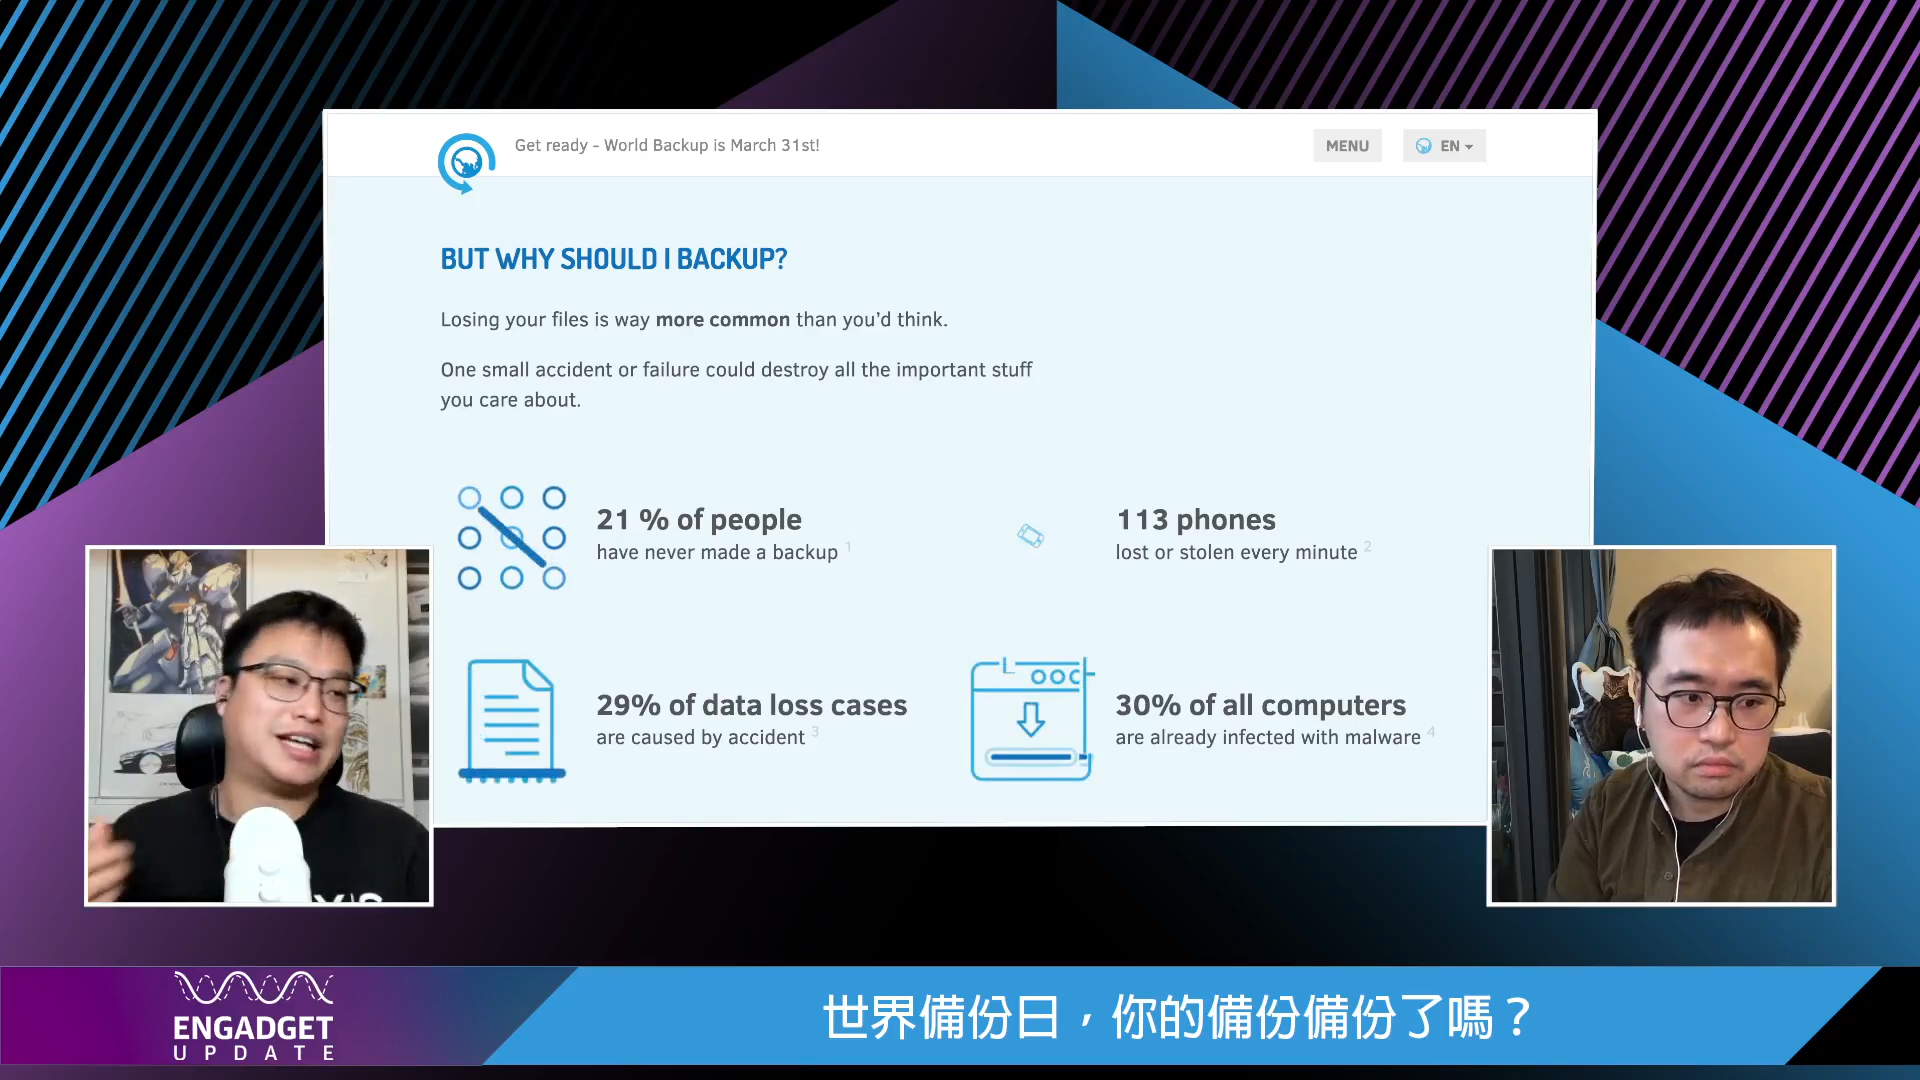 Get ready - World Backup is March 31st!
MENU
EN
BUT WHY SHOULD I BACKUP?
Losing your files is way more common than you'd think.
One small accident or failure could destroy all the important stuff
you care about.
21 % of people
have never made a backup 1
113 phones
lost or stolen every minute 2
29% of data loss cases
are caused by accident 3
30% of all computers
are already infected with malware 4
ENGADGET
UPDATE
世界備份日，你的備份備份了嗎？